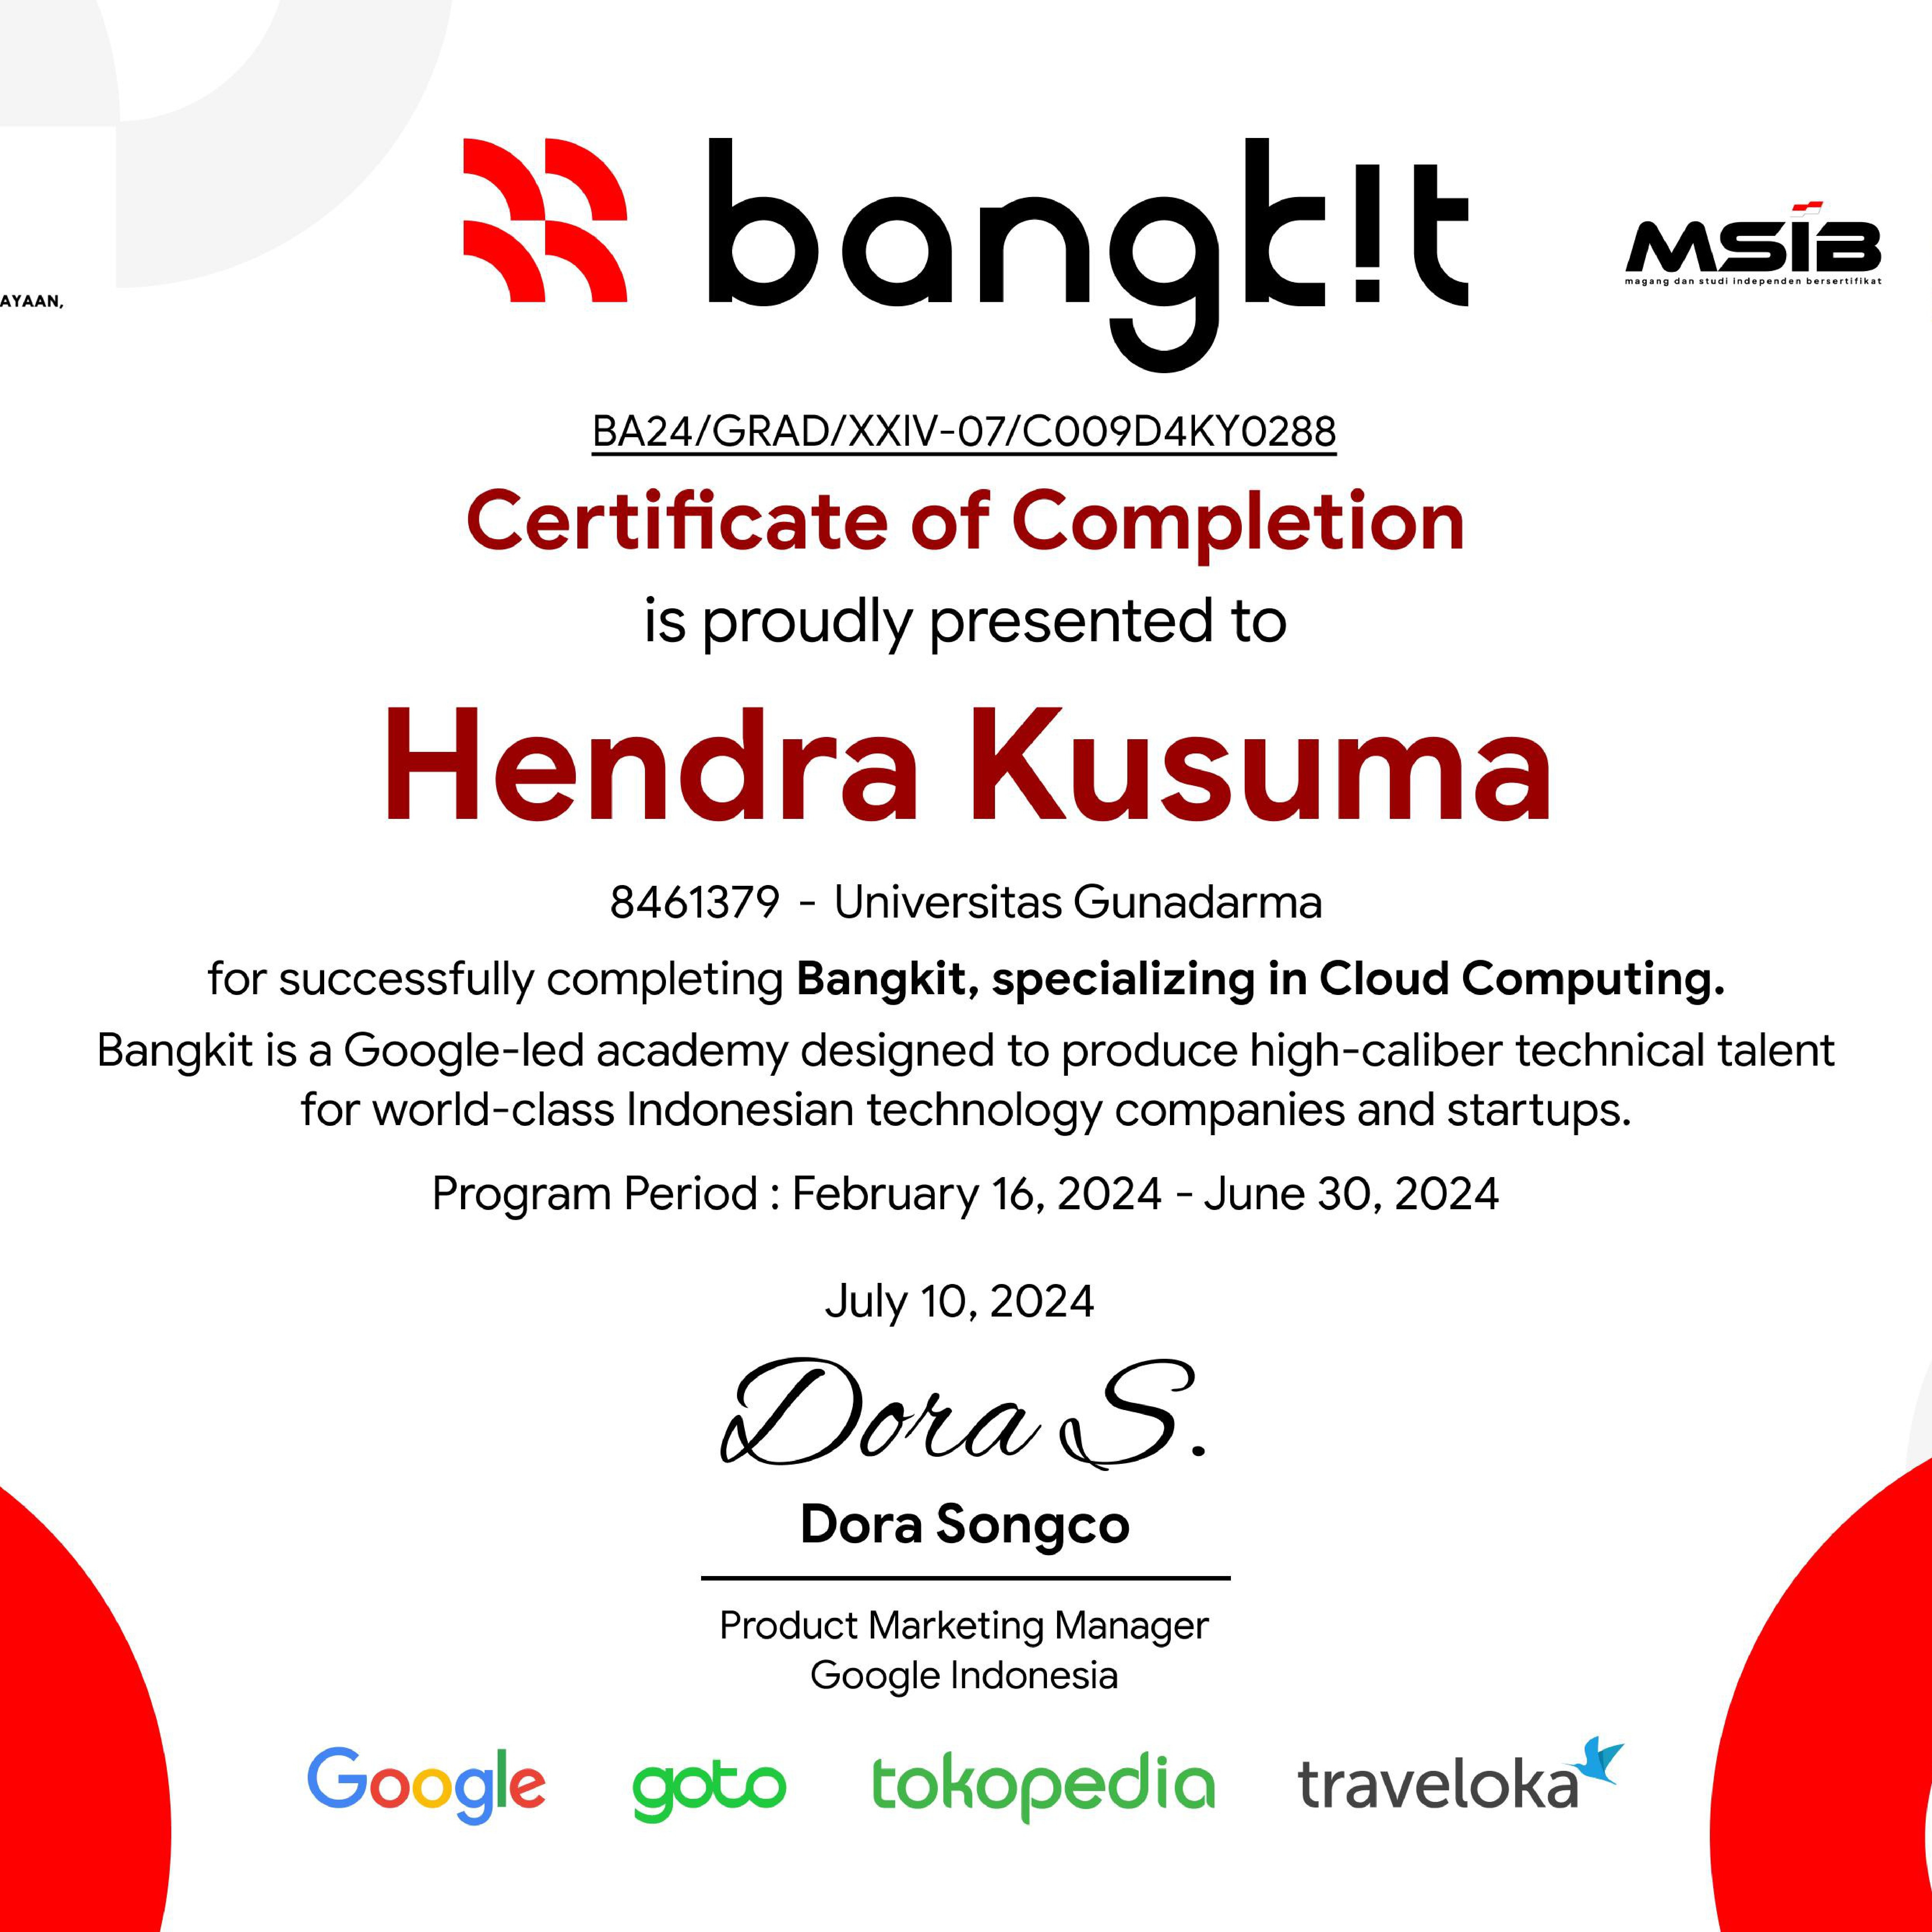 bangk!t
MSIB
magang dan studi independen bersertifikat
AYAAN,
BA24/GRAD/XXIV-07/C009D4KY0288
Certificate of Completion
is proudly presented to
Hendra Kusuma
8461379 - Universitas Gunadarma
for successfully completing Bangkit, specializing in Cloud Computing.
Bangkit is a Google-led academy designed to produce high-caliber technical talent
for world-class Indonesian technology companies and startups.
Program Period : February 16, 2024 - June 30, 2024
July 10, 2024
Dora S.
Dora Songco
Product Marketing Manager
Google Indonesia
Google goto tokopedia traveloka